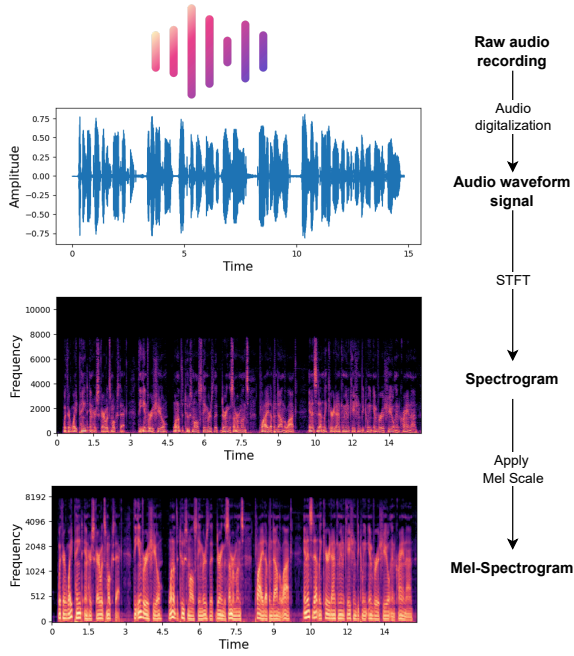 Raw audio
recording
Audio
digitalization
Amplitude
0.75
0.50
0.25
0.00
−0.25
−0.50
−0.75
0
5
10
15
Time
Audio waveform
signal
STFT
Frequency
10000
8000
6000
4000
2000
0
0
1.5
3
4.5
6
7.5
9
10
12
14
Time
Spectrogram
Apply
Mel Scale
Frequency
8192
4096
2048
1024
512
0
0
1.5
3
4.5
6
7.5
9
10
12
14
Time
Mel-Spectrogram